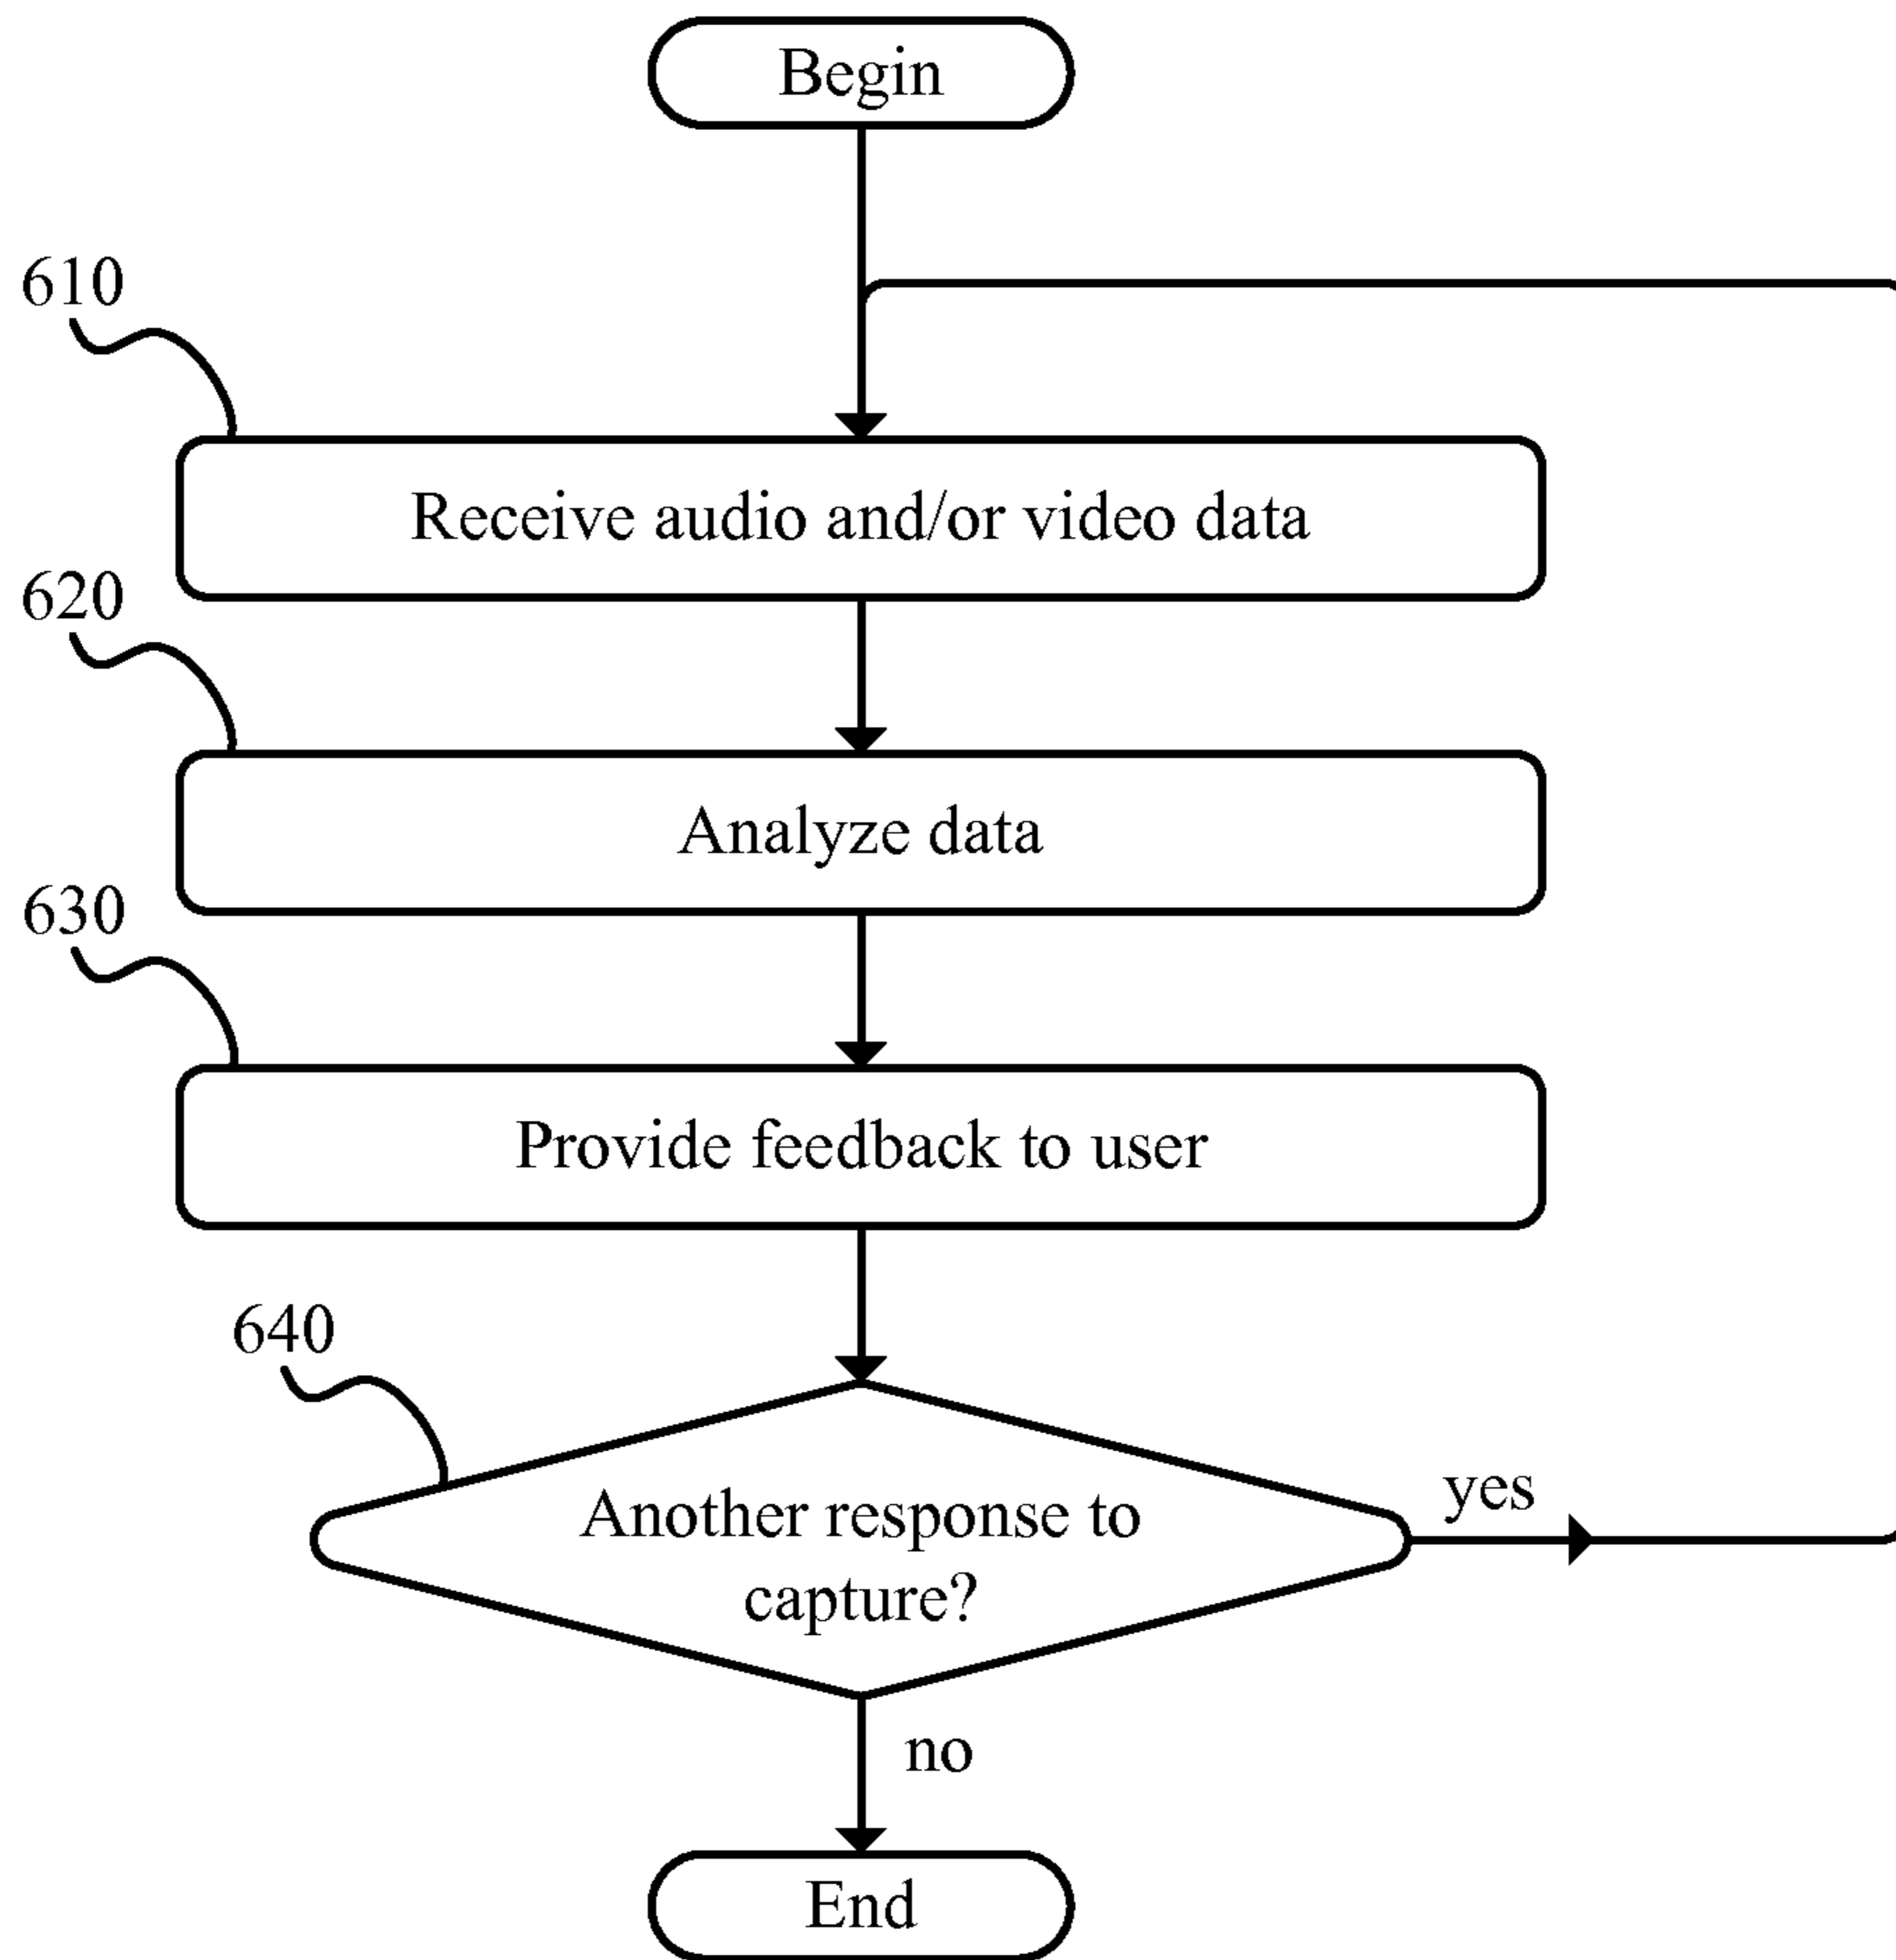 Begin
610
Receive audio and/or video data
620
Analyze data
630
Provide feedback to user
640
Another response to
capture?
yes
no
End